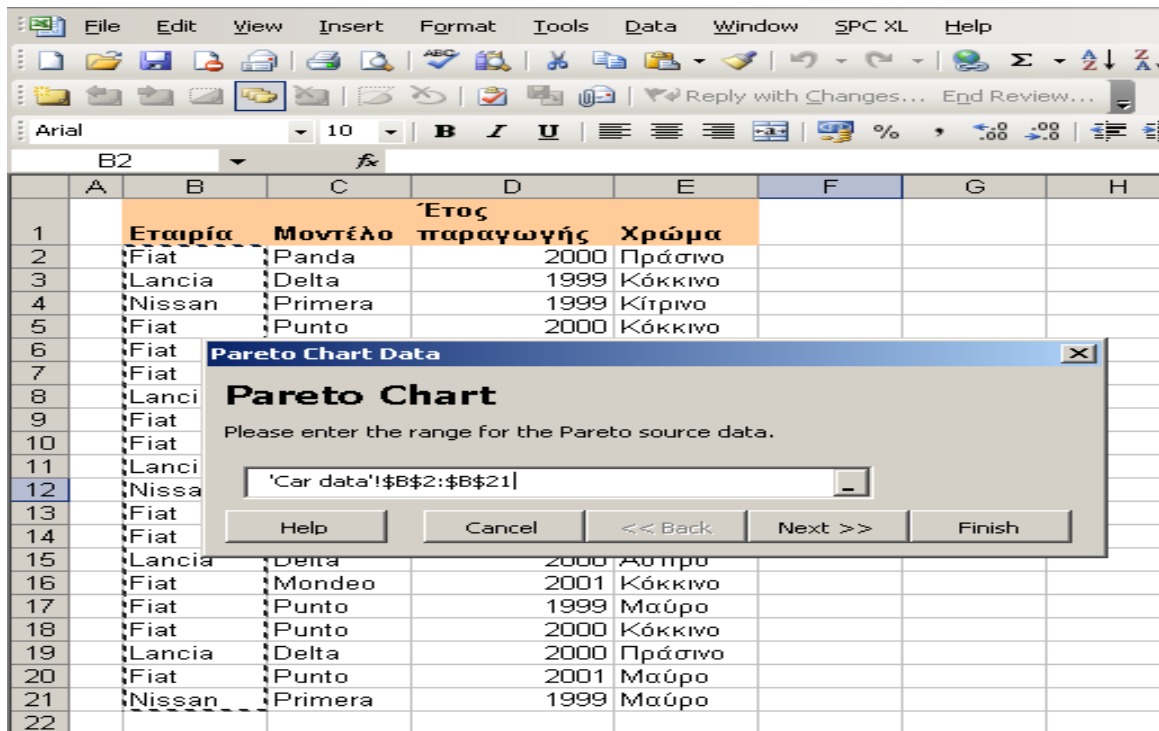 File Edit View Insert Format Tools Data Window SPC XL Help
Reply with Changes... End Review...
Arial 10 B I U %
B2 fx
A B C D E F G H
Έτος
1 Εταιρία Μοντέλο παραγωγής Χρώμα
2 Fiat Panda 2000 Πράσινο
3 Lancia Delta 1999 Κόκκινο
4 Nissan Primera 1999 Κίτρινο
5 Fiat Punto 2000 Κόκκινο
6 Fiat
7 Fiat
8 Lanci
9 Fiat
10 Fiat
11 Lanci
12 Nissa
13 Fiat
14 Fiat
Pareto Chart Data
Pareto Chart
Please enter the range for the Pareto source data.
'Car data'!$B$2:$B$21
Help Cancel << Back Next >> Finish
15 Lancia Delta 2000 Άσπρο
16 Fiat Mondeo 2001 Κόκκινο
17 Fiat Punto 1999 Μαύρο
18 Fiat Punto 2000 Κόκκινο
19 Lancia Delta 2000 Πράσινο
20 Fiat Punto 2001 Μαύρο
21 Nissan Primera 1999 Μαύρο
22